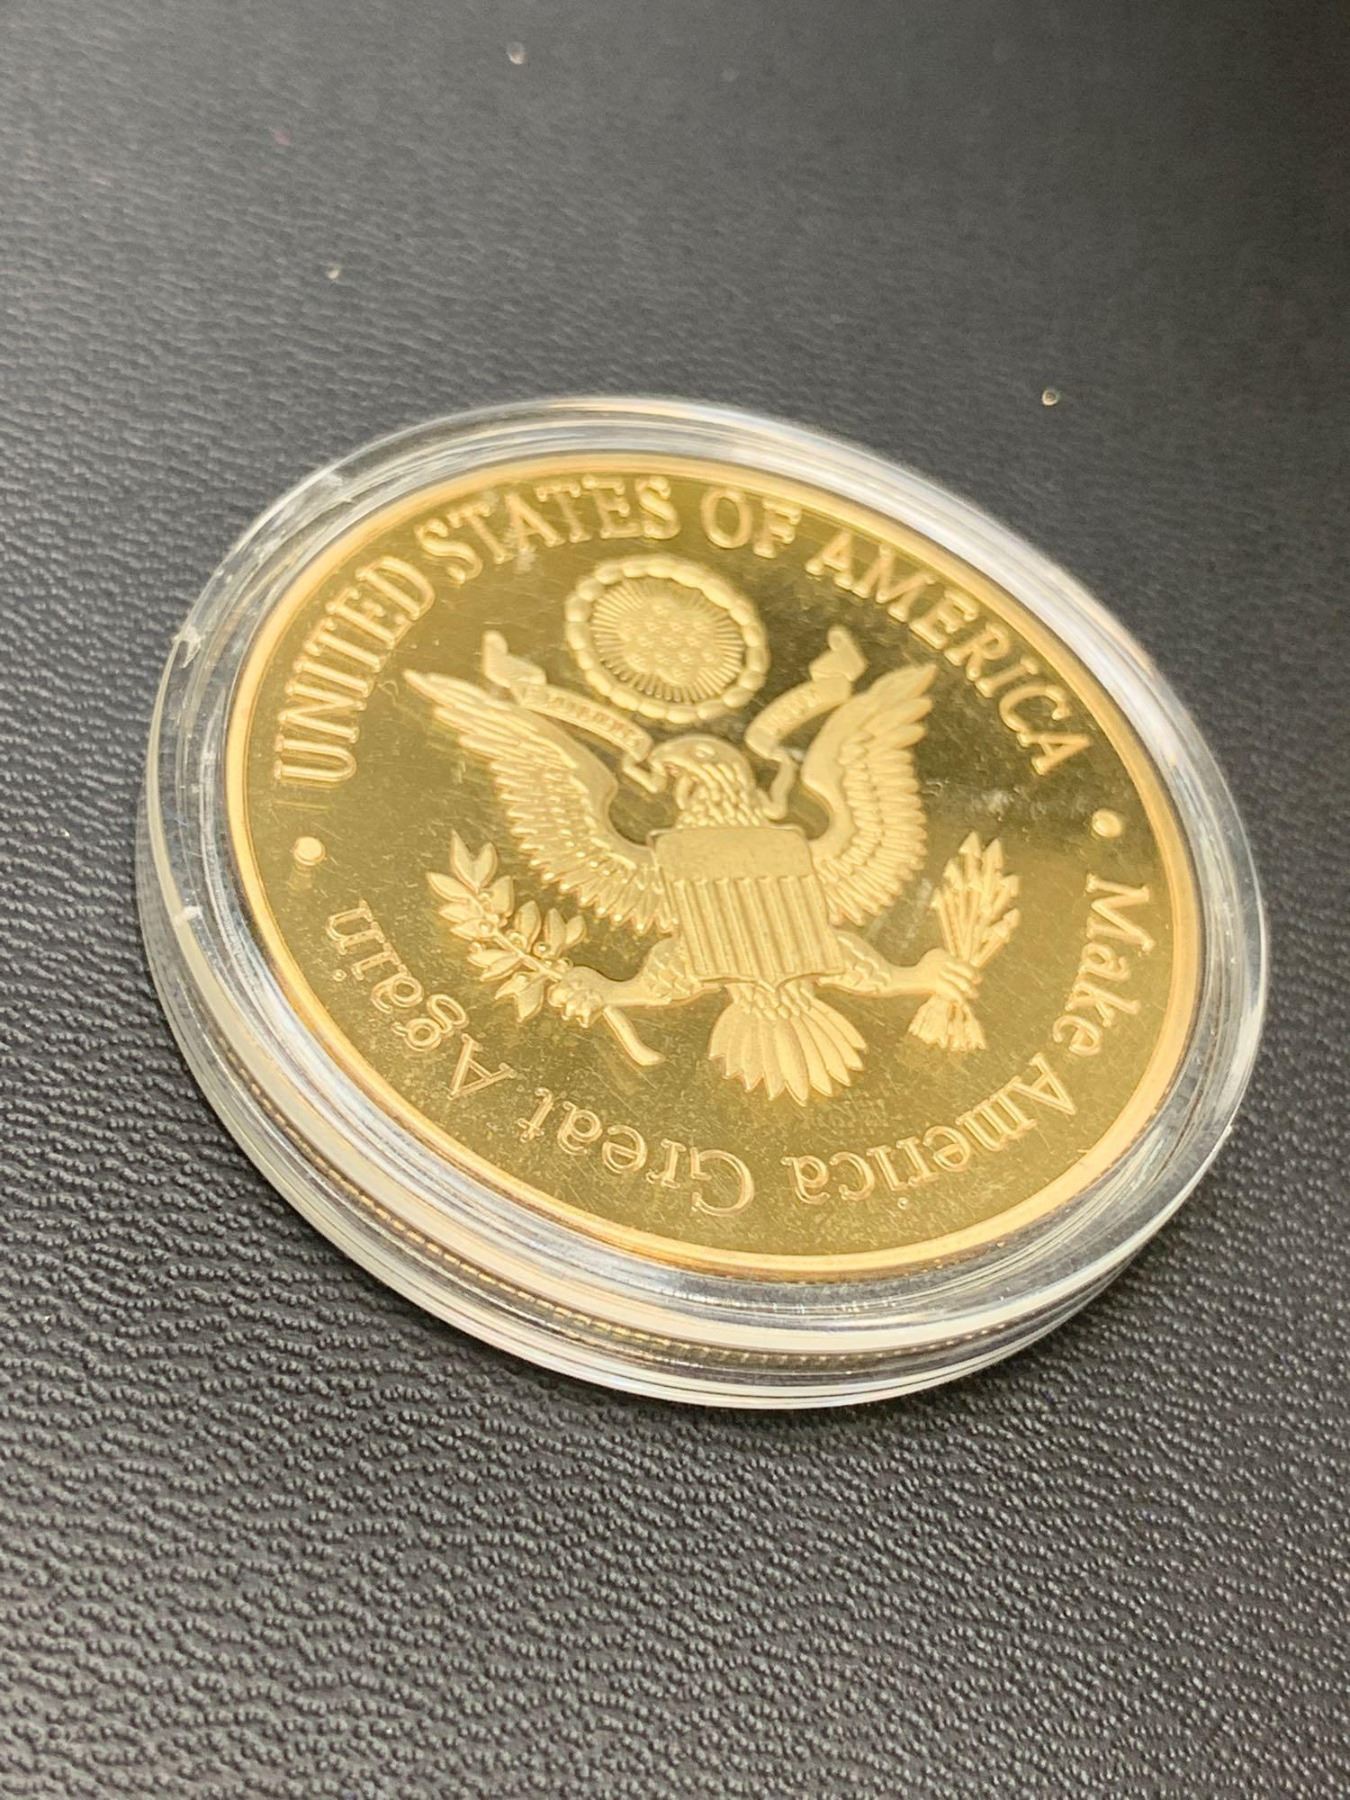 UNITED STATES OF AMERICA
Make America Great Again